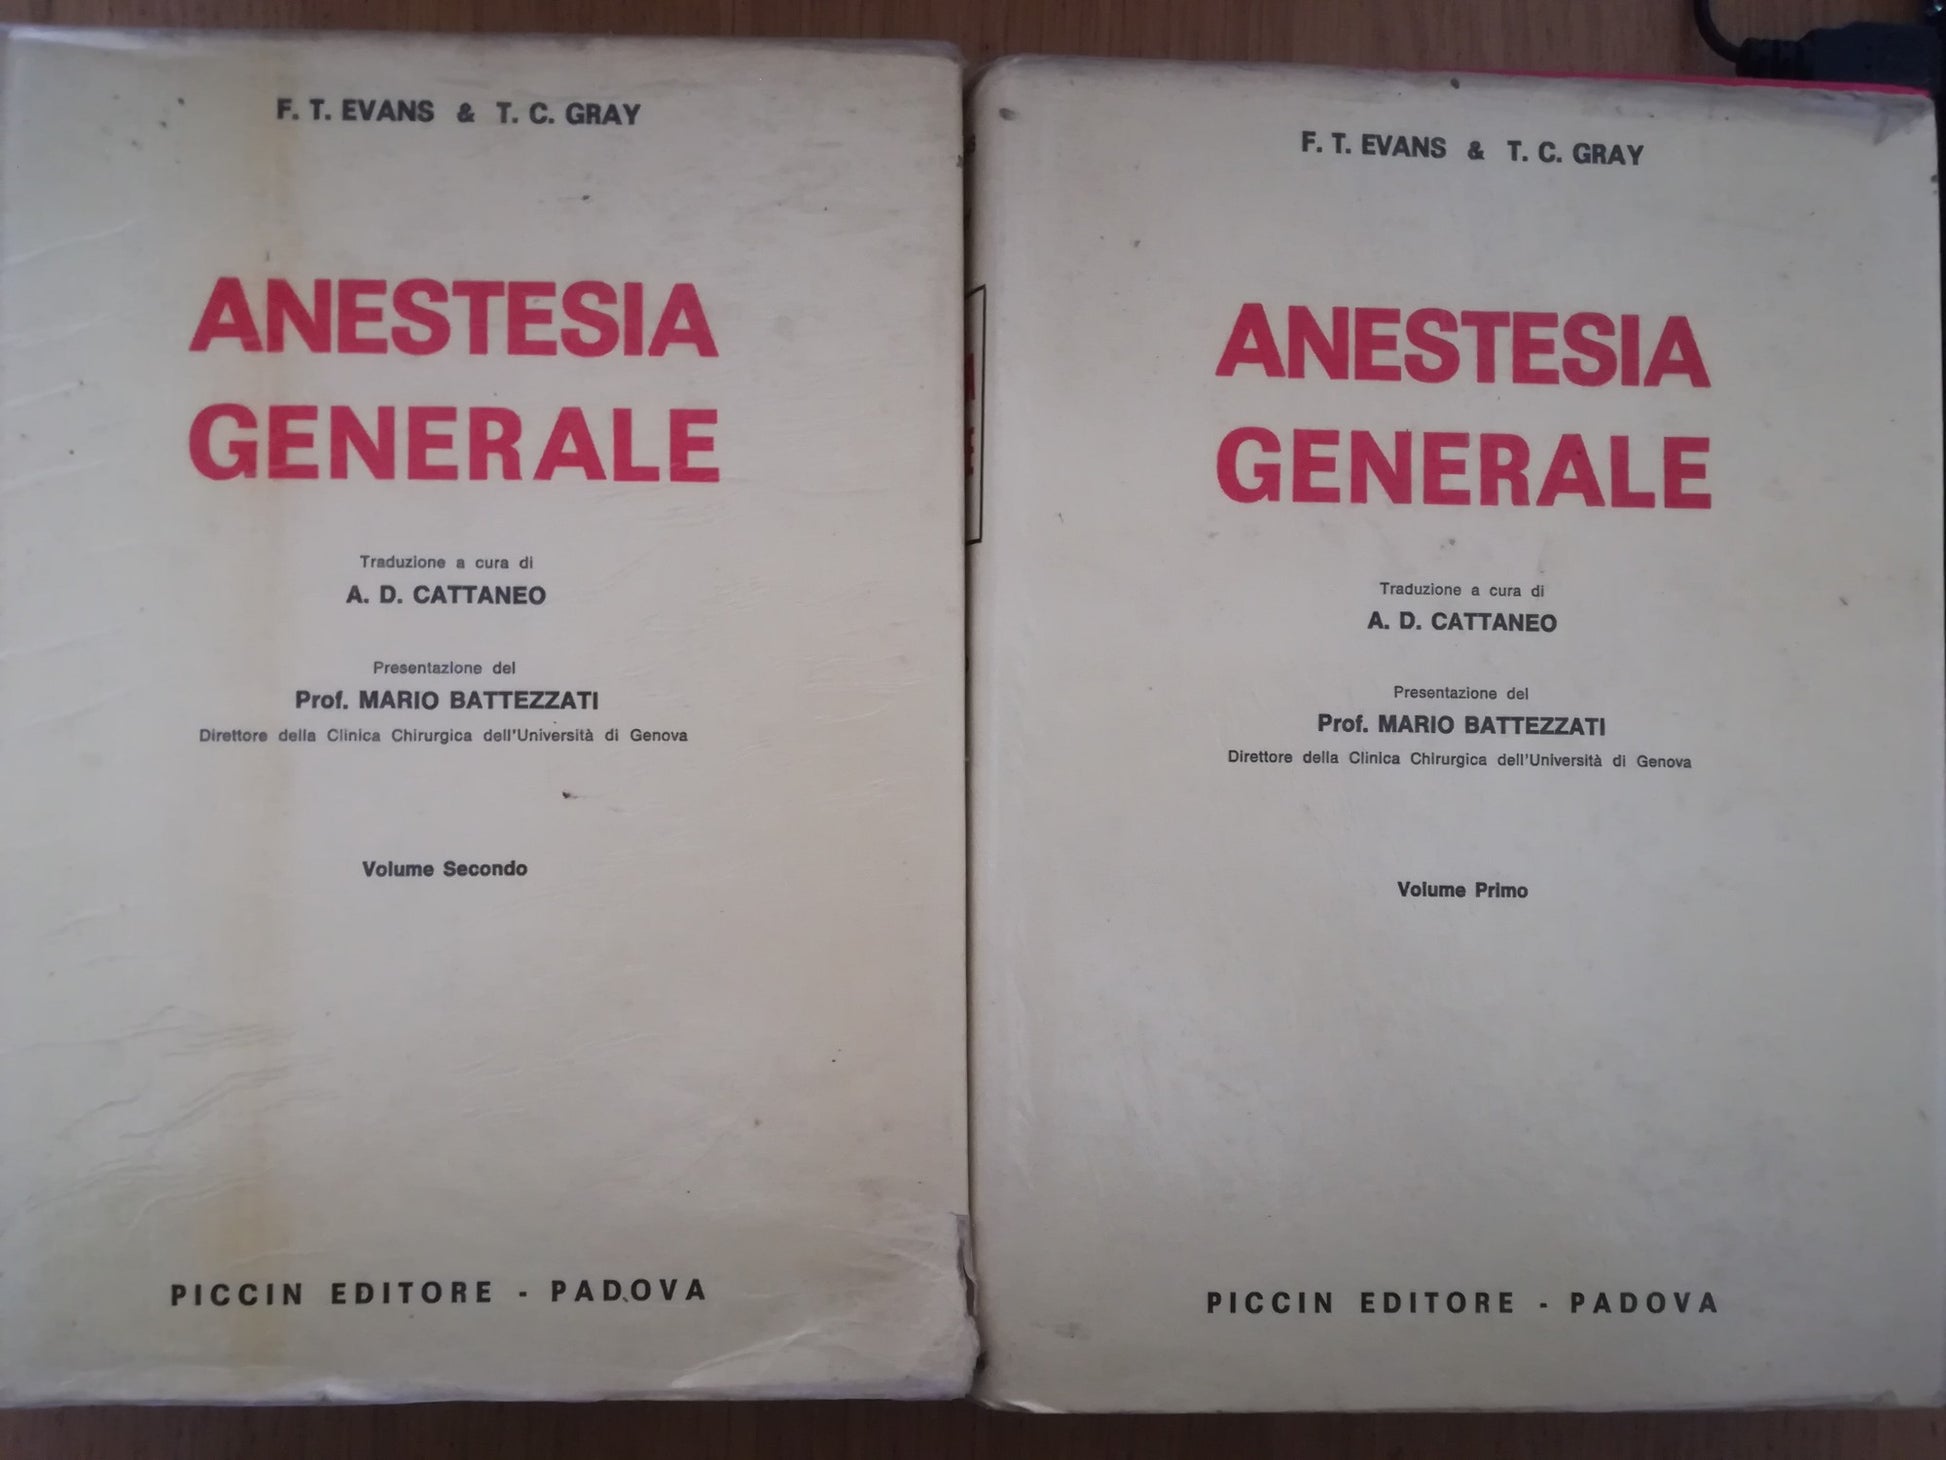 F. T. EVANS & T. C. GRAY
ANESTESIA
GENERALE
Traduzione a cura di
A. D. CATTANEO
Presentazione del
Prof. MARIO BATTEZZATI
Direttore della Clinica Chirurgica dell'Università di Genova
Volume Secondo
PICCIN EDITORE - PADOVA
F. T. EVANS & T. C. GRAY
ANESTESIA
GENERALE
Traduzione a cura di
A. D. CATTANEO
Presentazione del
Prof. MARIO BATTEZZATI
Direttore della Clinica Chirurgica dell'Università di Genova
Volume Primo
PICCIN EDITORE - PADOVA